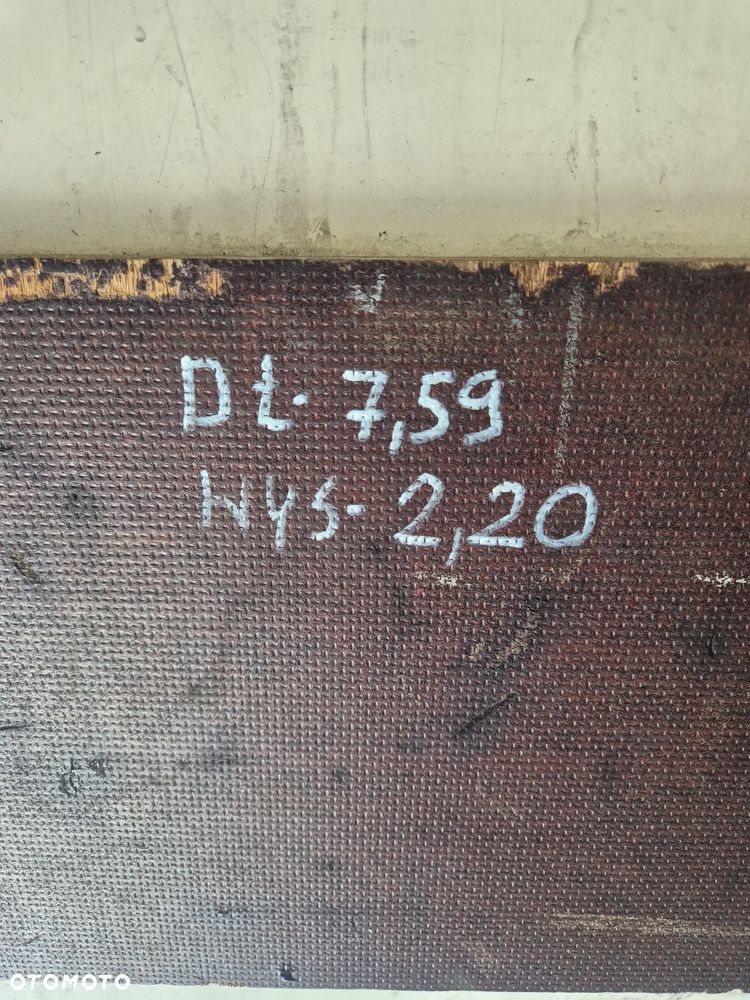 Dł. 7,59
Wys. 2,20
OTOMOTO